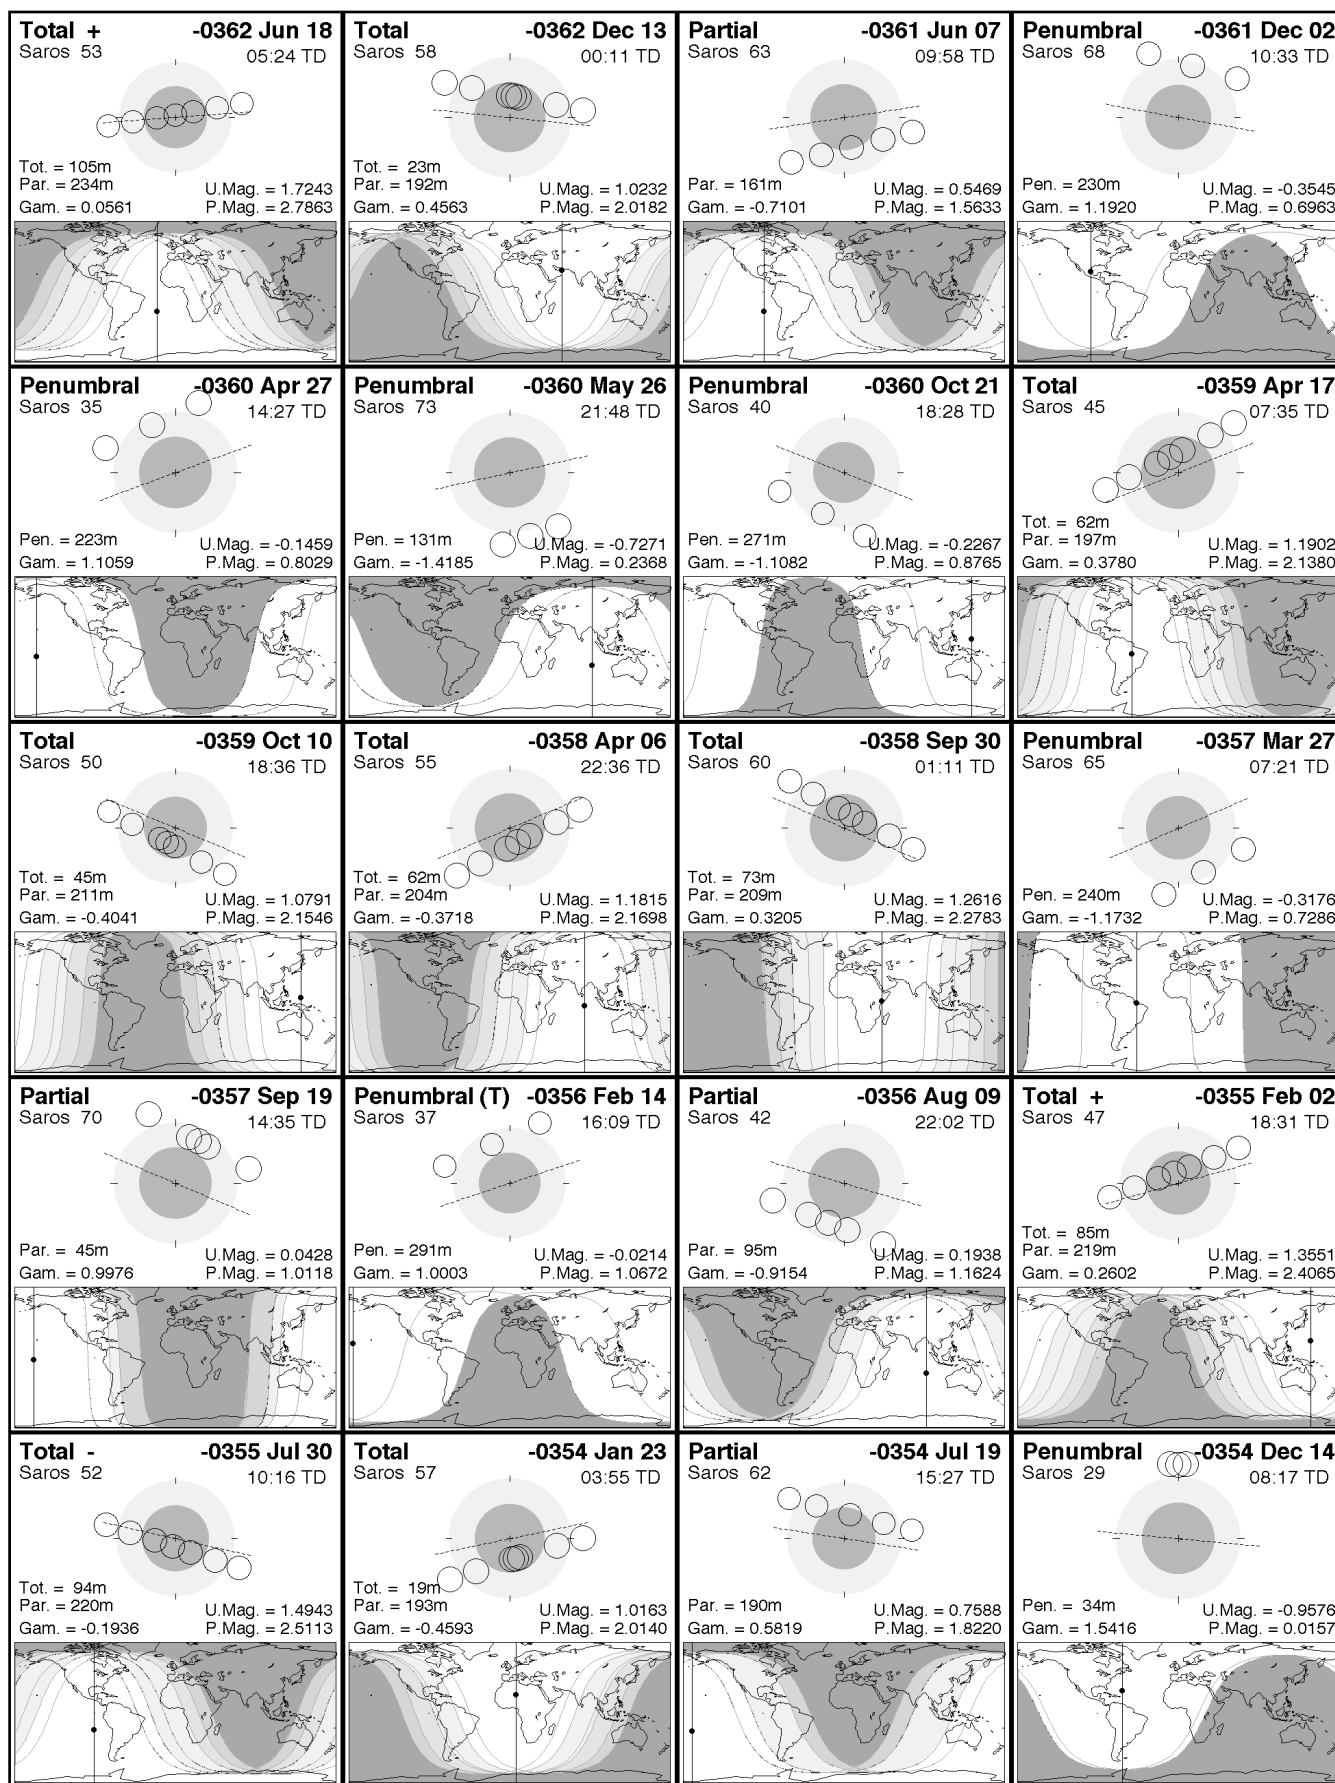 Total + -0362 Jun 18
Saros 53 05:24 TD
Tot. = 105m
Par. = 234m U.Mag. = 1.7243
Gam. = 0.0561 P.Mag. = 2.7863
Total -0362 Dec 13
Saros 58 00:11 TD
Tot. = 23m
Par. = 192m U.Mag. = 1.0232
Gam. = 0.4563 P.Mag. = 2.0182
Partial -0361 Jun 07
Saros 63 09:58 TD
Par. = 161m U.Mag. = 0.5469
Gam. = -0.7101 P.Mag. = 1.5633
Penumbral -0361 Dec 02
Saros 68 10:33 TD
Pen. = 230m U.Mag. = -0.3545
Gam. = 1.1920 P.Mag. = 0.6963
Penumbral -0360 Apr 27
Saros 35 14:27 TD
Pen. = 223m U.Mag. = -0.1459
Gam. = 1.1059 P.Mag. = 0.8029
Penumbral -0360 May 26
Saros 73 21:48 TD
Pen. = 131m U.Mag. = -0.7271
Gam. = -1.4185 P.Mag. = 0.2368
Penumbral -0360 Oct 21
Saros 40 18:28 TD
Pen. = 271m U.Mag. = -0.2267
Gam. = -1.1082 P.Mag. = 0.8765
Total -0359 Apr 17
Saros 45 07:35 TD
Tot. = 62m
Par. = 197m U.Mag. = 1.1902
Gam. = 0.3780 P.Mag. = 2.1380
Total -0359 Oct 10
Saros 50 18:36 TD
Tot. = 45m
Par. = 211m U.Mag. = 1.0791
Gam. = -0.4041 P.Mag. = 2.1546
Total -0358 Apr 06
Saros 55 22:36 TD
Tot. = 62m
Par. = 204m U.Mag. = 1.1815
Gam. = -0.3718 P.Mag. = 2.1698
Total -0358 Sep 30
Saros 60 01:11 TD
Tot. = 73m
Par. = 209m U.Mag. = 1.2616
Gam. = 0.3205 P.Mag. = 2.2783
Penumbral -0357 Mar 27
Saros 65 07:21 TD
Pen. = 240m U.Mag. = -0.3176
Gam. = -1.1732 P.Mag. = 0.7286
Partial -0357 Sep 19
Saros 70 14:35 TD
Par. = 45m U.Mag. = 0.0428
Gam. = 0.9976 P.Mag. = 1.0118
Penumbral (T) -0356 Feb 14
Saros 37 16:09 TD
Pen. = 291m U.Mag. = -0.0214
Gam. = 1.0003 P.Mag. = 1.0672
Partial -0356 Aug 09
Saros 42 22:02 TD
Par. = 95m U.Mag. = 0.1938
Gam. = -0.9154 P.Mag. = 1.1624
Total + -0355 Feb 02
Saros 47 18:31 TD
Tot. = 85m
Par. = 219m U.Mag. = 1.3551
Gam. = 0.2602 P.Mag. = 2.4065
Total - -0355 Jul 30
Saros 52 10:16 TD
Tot. = 94m
Par. = 220m U.Mag. = 1.4943
Gam. = -0.1936 P.Mag. = 2.5113
Total -0354 Jan 23
Saros 57 03:55 TD
Tot. = 19m
Par. = 193m U.Mag. = 1.0163
Gam. = -0.4593 P.Mag. = 2.0140
Partial -0354 Jul 19
Saros 62 15:27 TD
Par. = 190m U.Mag. = 0.7588
Gam. = 0.5819 P.Mag. = 1.8220
Penumbral -0354 Dec 14
Saros 29 08:17 TD
Pen. = 34m U.Mag. = -0.9576
Gam. = 1.5416 P.Mag. = 0.0157